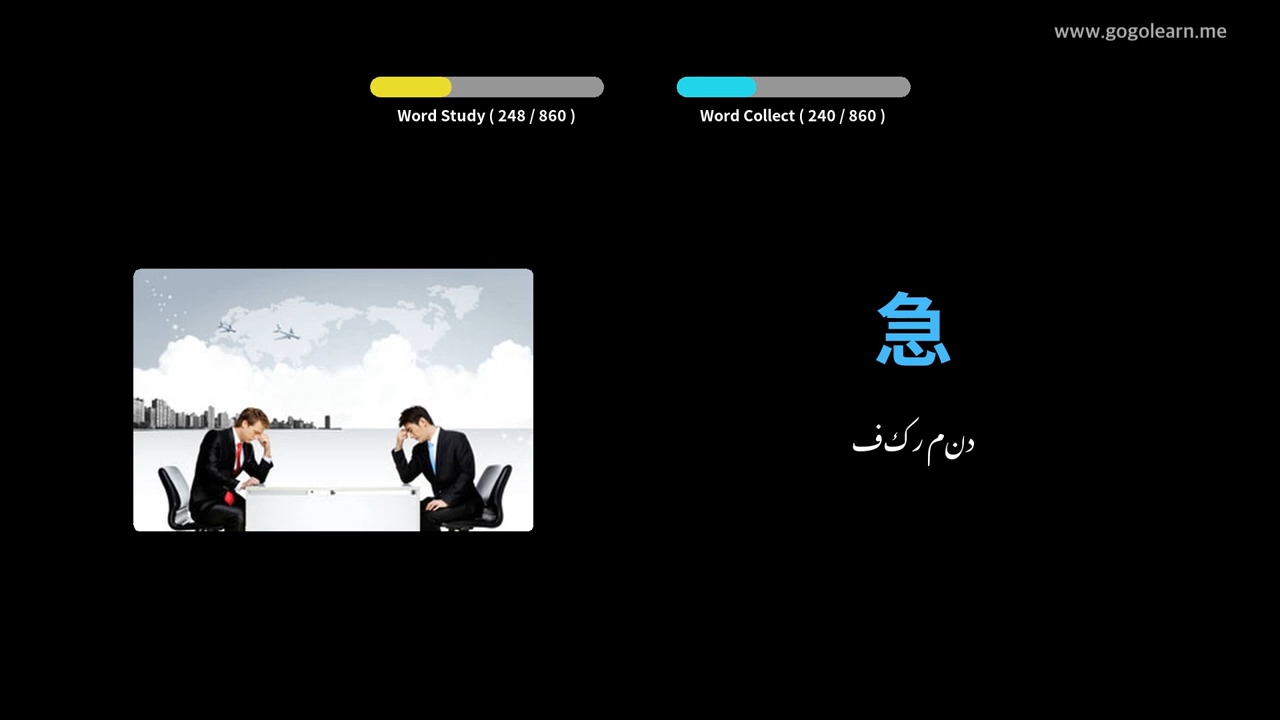 www.gogolearn.me
Word Study ( 248 / 860 )
Word Collect ( 240 / 860 )
急
فکر مند